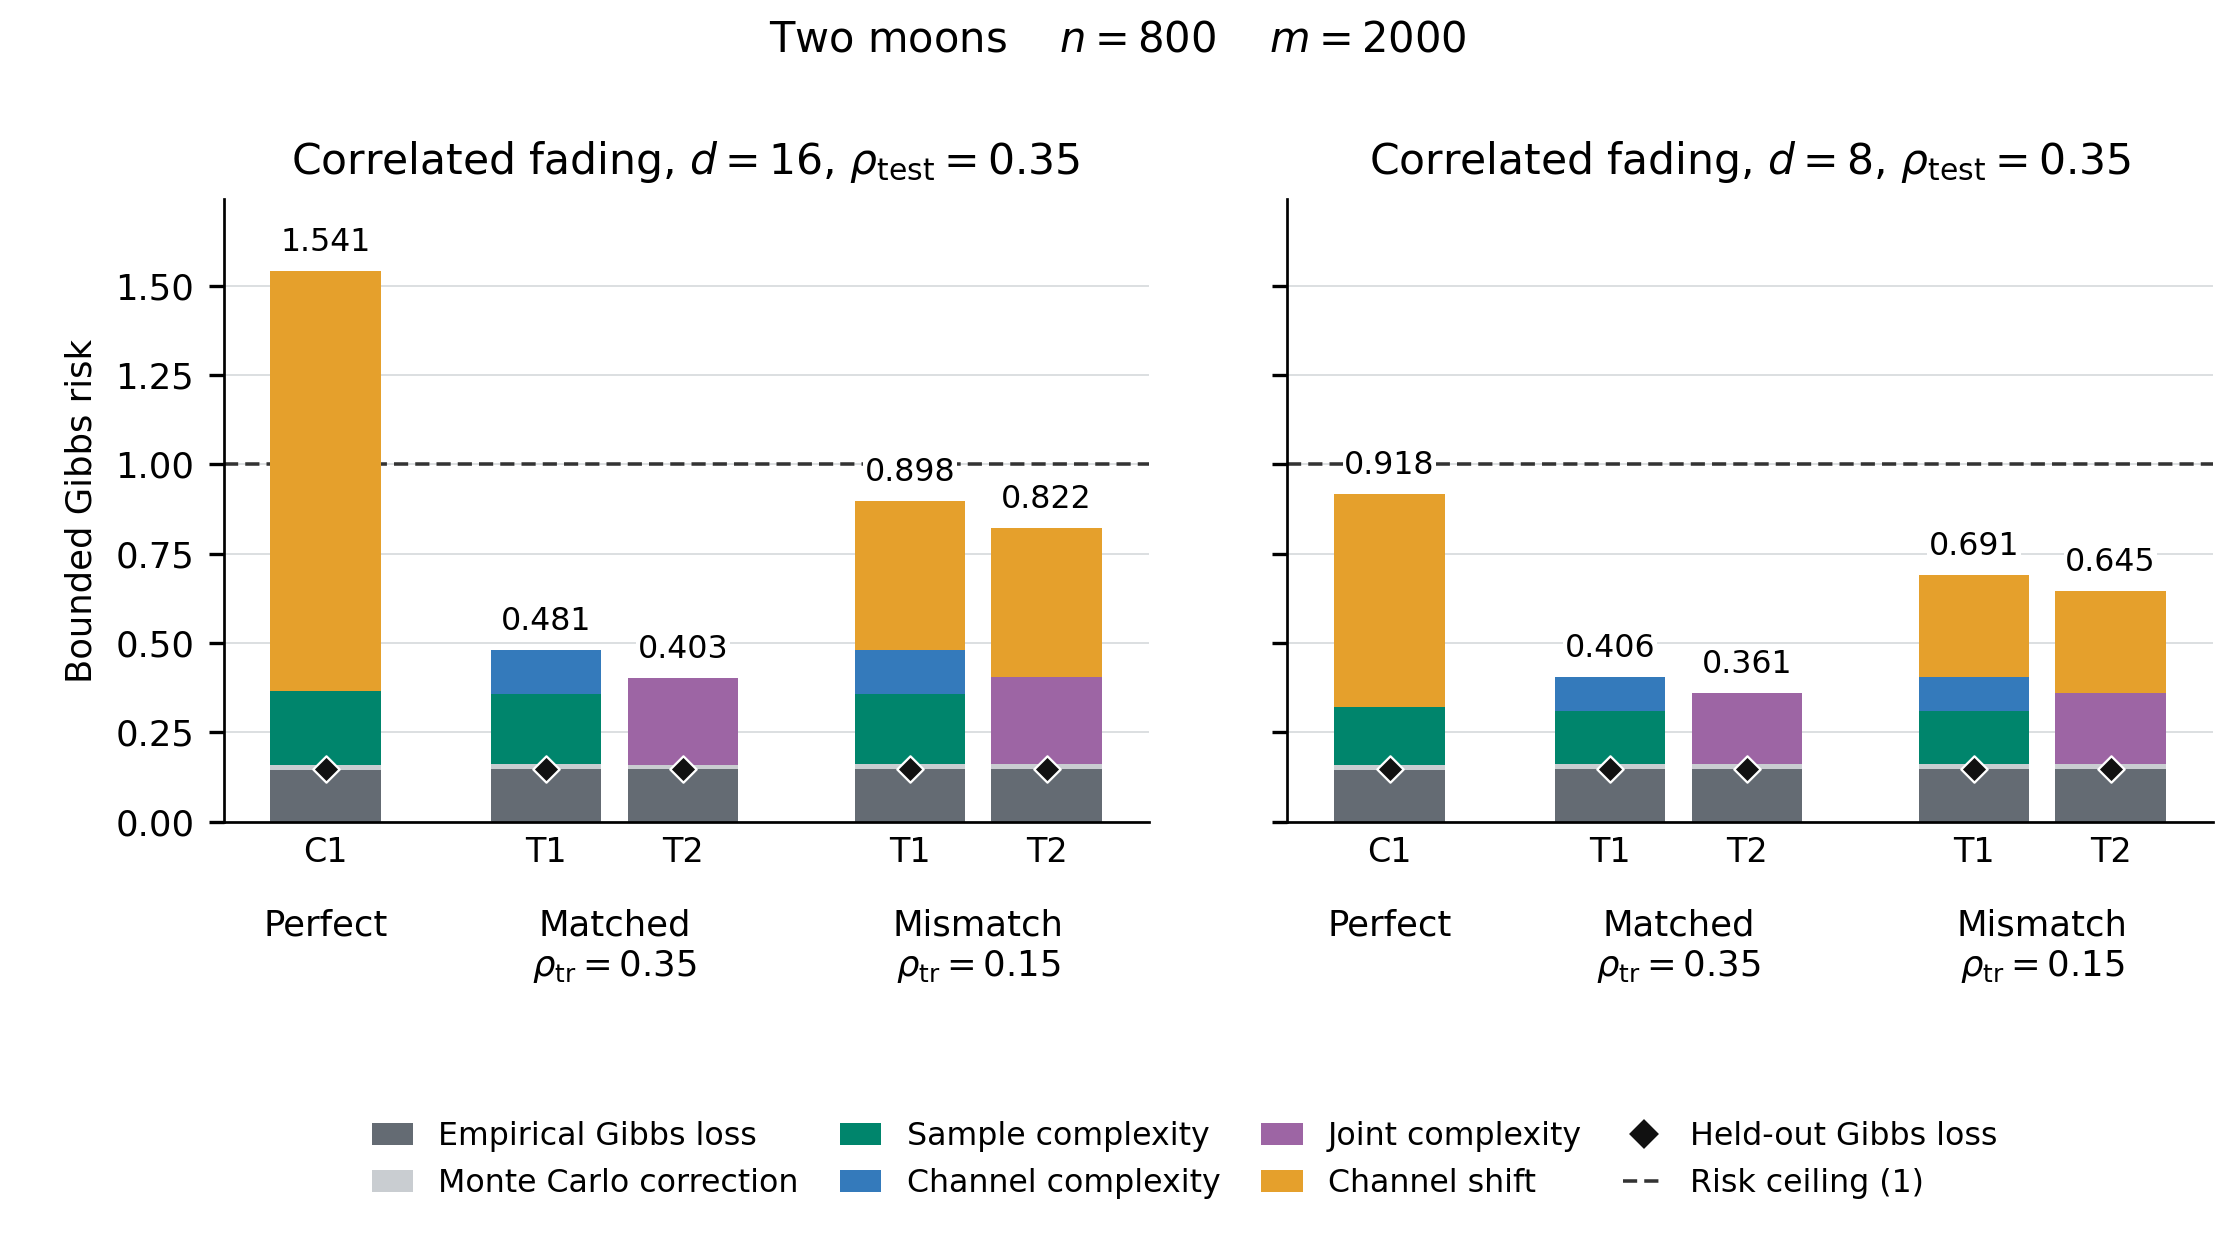 Two moons n = 800 m = 2000
Correlated fading, d = 16, ρtest = 0.35
Bounded Gibbs risk
1.50
1.25
1.00
0.75
0.50
0.25
0.00
1.541
0.481
0.403
0.898
0.822
C1 T1 T2 T1 T2
Perfect Matched Mismatch
ρtr = 0.35 ρtr = 0.15
Correlated fading, d = 8, ρtest = 0.35
0.918
0.406
0.361
0.691
0.645
C1 T1 T2 T1 T2
Perfect Matched Mismatch
ρtr = 0.35 ρtr = 0.15
Empirical Gibbs loss
Monte Carlo correction
Sample complexity
Channel complexity
Joint complexity
Channel shift
Held-out Gibbs loss
Risk ceiling (1)